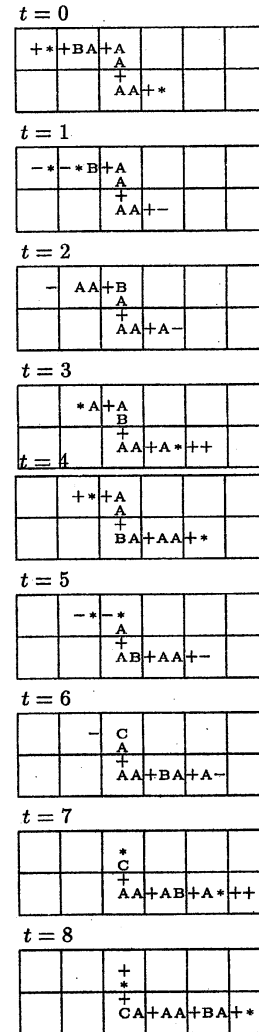 t = 0
+*+BA+A
A
+
AA+*
t = 1
-*-*B+A
A
+
AA+-
t = 2
- AA+B
A
+
AA+A-
t = 3
*A+A
B
+
AA+A*++
t = 4
+*+A
A
+
BA+AA+*
t = 5
-*-*
A
+
AB+AA+-
t = 6
- C
A
+
AA+BA+A-
t = 7
*
C
+
AA+AB+A*++
t = 8
+
*
+
CA+AA+BA+*